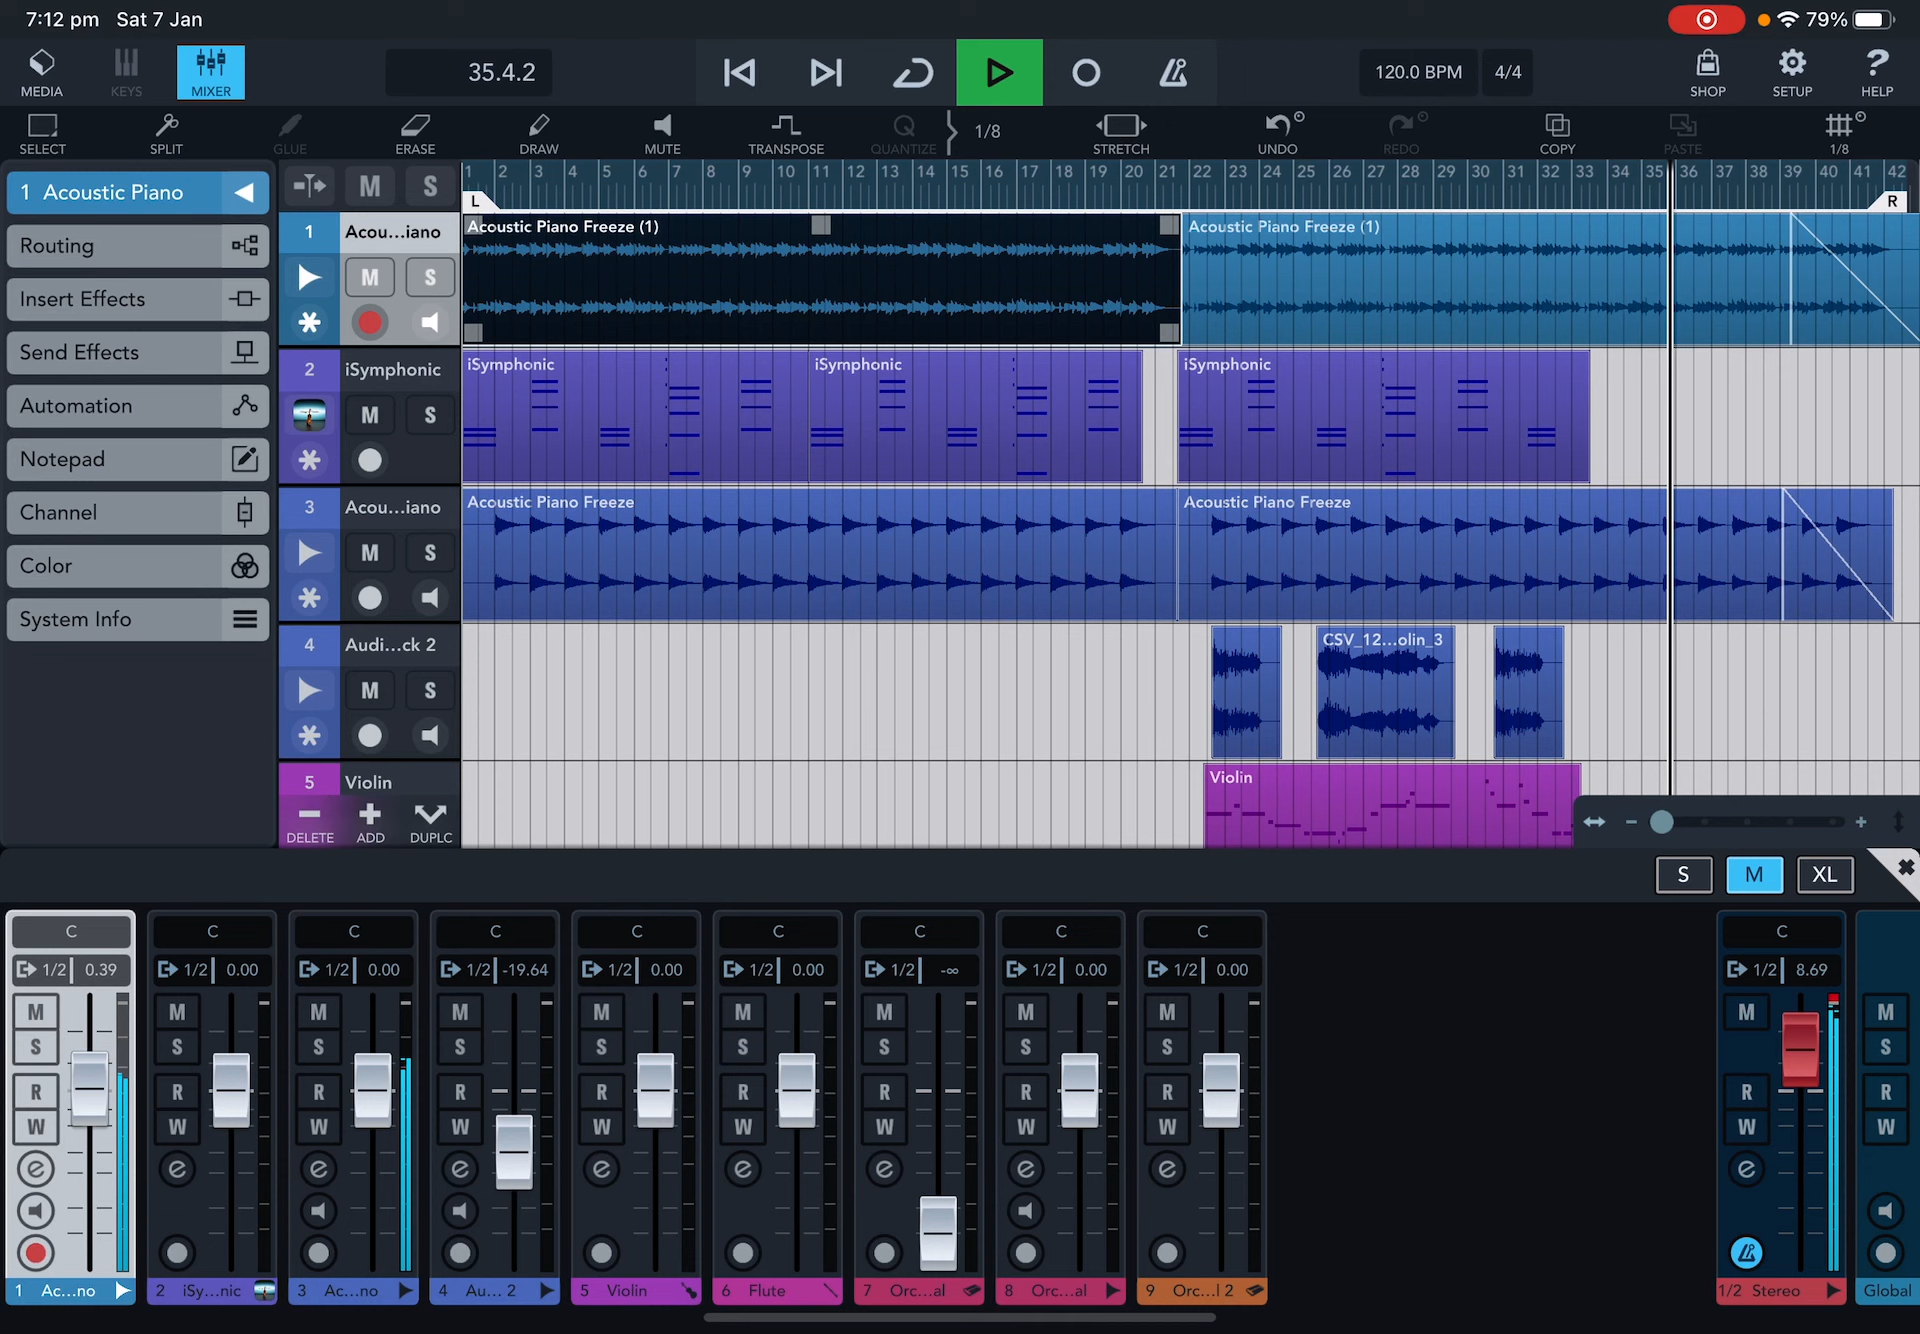 7:12 pm Sat 7 Jan
79%
MEDIA KEYS MIXER
35.4.2
120.0 BPM 4/4
SHOP SETUP HELP
SELECT SPLIT GLUE ERASE DRAW MUTE TRANSPOSE QUANTIZE 1/8 STRETCH UNDO REDO COPY PASTE 1/8
1 Acoustic Piano
Routing
Insert Effects
Send Effects
Automation
Notepad
Channel
Color
System Info
M S
1 2 3 4 5 6 7 8 9 10 11 12 13 14 15 16 17 18 19 20 21 22 23 24 25 26 27 28 29 30 31 32 33 34 35 36 37 38 39 40 41 42
L R
1 Acou...iano
M S
Acoustic Piano Freeze (1) Acoustic Piano Freeze (1)
2 iSymphonic
M S
iSymphonic iSymphonic iSymphonic
3 Acou...iano
M S
Acoustic Piano Freeze Acoustic Piano Freeze
4 Audi...ck 2
M S
CSV_12...olin_3
5 Violin
Violin
DELETE ADD DUPLC
S M XL
C C C C C C C C C C
1/2 0.39 1/2 0.00 1/2 0.00 1/2 -19.64 1/2 0.00 1/2 0.00 1/2 -∞ 1/2 0.00 1/2 0.00 1/2 8.69
M M M M M M M M M M M
S S S S S S S S S S
R R R R R R R R R R R
W W W W W W W W W W W
e e e e e e e e e e
1 Ac...no 2 iSy...nic 3 Ac...no 4 Au... 2 5 Violin 6 Flute 7 Orc...al 8 Orc...al 9 Orc...l 2 1/2 Stereo Global